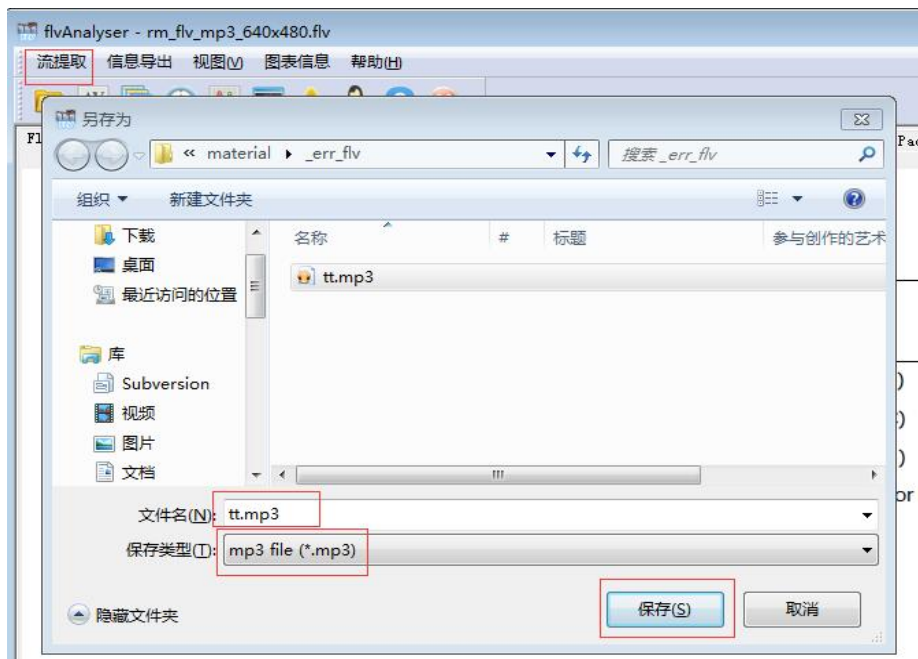 flvAnalyser - rm_flv_mp3_640x480.flv
流提取 信息导出 视图(V) 图表信息 帮助(H)
另存为
Fl
Pac
« material ▸ _err_flv 搜索 _err_flv
组织 ▼ 新建文件夹
下载 名称 # 标题 参与创作的艺术
桌面 tt.mp3
最近访问的位置
库
Subversion
视频
图片
文档
or
文件名(N): tt.mp3
保存类型(T): mp3 file (*.mp3)
隐藏文件夹 保存(S) 取消